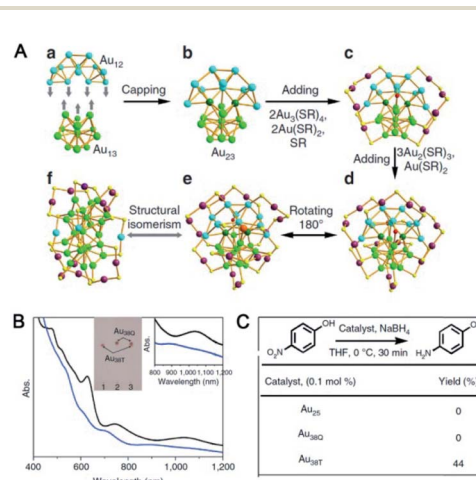 A
a
b
c
Au12
Capping
Adding
2Au3(SR)4,
2Au(SR)2,
SR
Au13
Au23
Adding
3Au2(SR)3,
Au(SR)2
f
e
d
Structural
isomerism
Rotating
180°
B
Abs.
Au38Q
Au38T
1 2 3
Abs.
800 900 1,000 1,100 1,200
Wavelength (nm)
400 600 800 1,000 1,200
Wavelength (nm)
C
OH
O2N
Catalyst, NaBH4
THF, 0 °C, 30 min
H2N
Catalyst, (0.1 mol %) Yield (%
Au25 0
Au38Q 0
Au38T 44